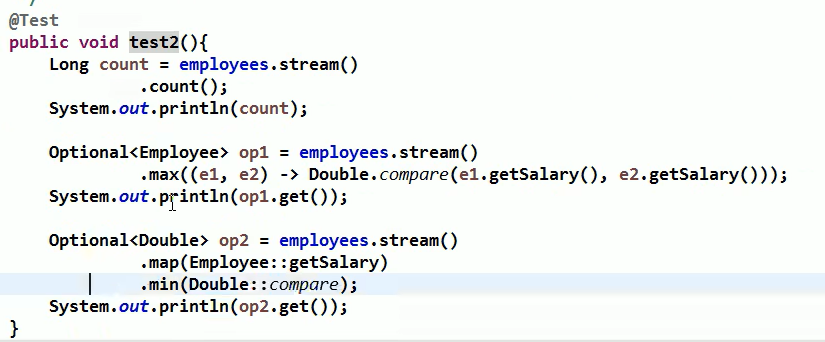 @Test
public void test2(){
    Long count = employees.stream()
            .count();
    System.out.println(count);
    Optional<Employee> op1 = employees.stream()
            .max((e1, e2) -> Double.compare(e1.getSalary(), e2.getSalary()));
    System.out.println(op1.get());
    Optional<Double> op2 = employees.stream()
            .map(Employee::getSalary)
            .min(Double::compare);
    System.out.println(op2.get());
}